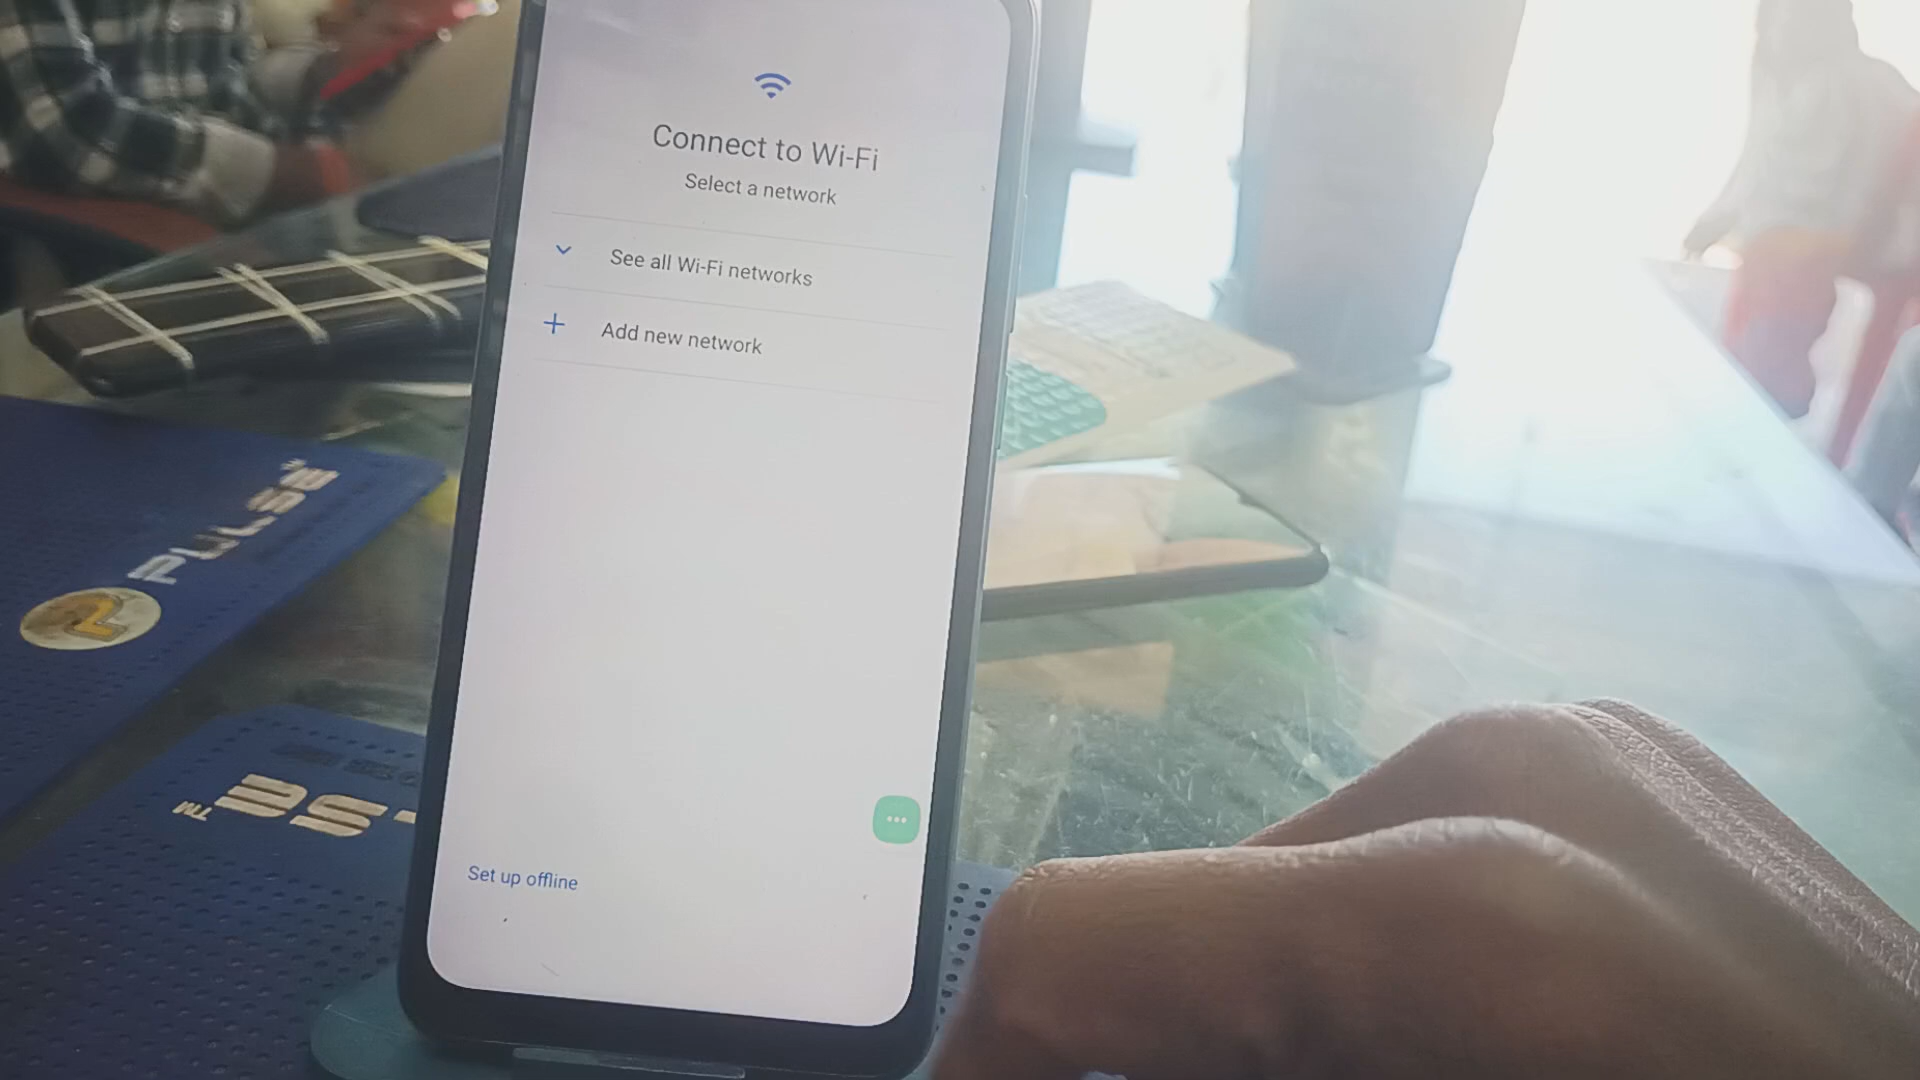 Connect to Wi-Fi
Select a network
See all Wi-Fi networks
Add new network
Set up offline
PULSE